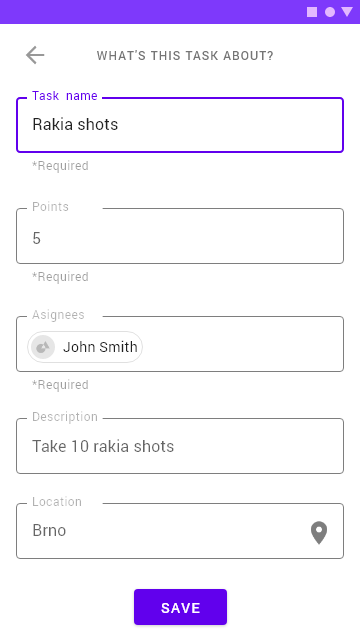 WHAT'S THIS TASK ABOUT?
Task name
Rakia shots
*Required
Points
5
*Required
Asignees
John Smith
*Required
Description
Take 10 rakia shots
Location
Brno
SAVE